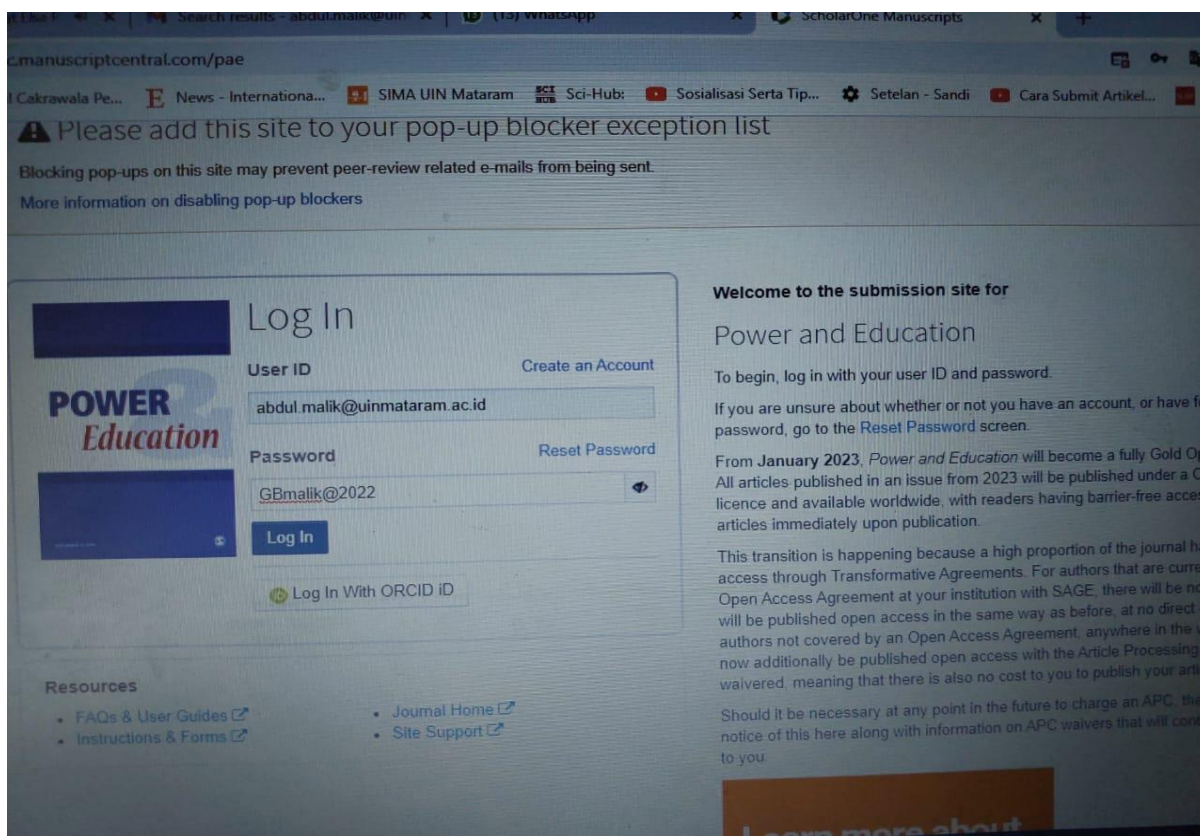 Search results - abdul.malik@uin
(13) WhatsApp
ScholarOne Manuscripts
c.manuscriptcentral.com/pae
Cakrawala Pe...
News - Internationa...
SIMA UIN Mataram
SCI HUB
Sci-Hub:
Sosialisasi Serta Tip...
Setelan - Sandi
Cara Submit Artikel...
Please add this site to your pop-up blocker exception list
Blocking pop-ups on this site may prevent peer-review related e-mails from being sent.
More information on disabling pop-up blockers
POWER
&
Education
Log In
User ID
Create an Account
abdul.malik@uinmataram.ac.id
Password
Reset Password
GBmalik@2022
Log In
Log In With ORCID iD
Resources
FAQs & User Guides
Instructions & Forms
Journal Home
Site Support
Welcome to the submission site for
Power and Education
To begin, log in with your user ID and password.
If you are unsure about whether or not you have an account, or have
password, go to the Reset Password screen.
From January 2023, Power and Education will become a fully Gold
All articles published in an issue from 2023 will be published under a
licence and available worldwide, with readers having barrier-free
articles immediately upon publication.
This transition is happening because a high proportion of the journal
access through Transformative Agreements. For authors that are
Open Access Agreement at your institution with SAGE, there will be
will be published open access in the same way as before, at no direct
authors not covered by an Open Access Agreement, anywhere in the
now additionally be published open access with the Article Processing
waivered, meaning that there is also no cost to you to publish your
Should it be necessary at any point in the future to charge an APC,
notice of this here along with information on APC waivers that will
to you.
Learn more about